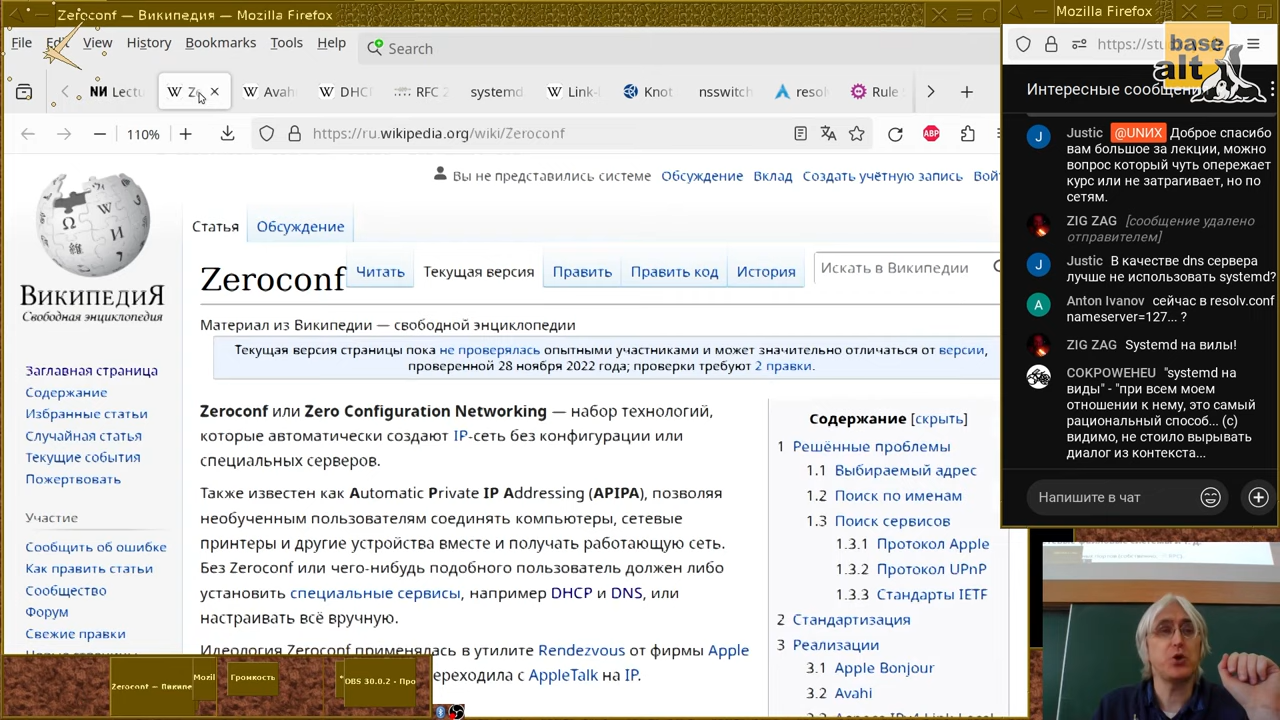 Zeroconf — Википедия — Mozilla Firefox
File
View
History
Bookmarks
Tools
Help
Search
Lectu
Avah
DHC
RFC 2
systemd
Link-l
Knot
nsswitch
resol
Rule
110%
https://ru.wikipedia.org/wiki/Zeroconf
Вы не представились системе
Обсуждение
Вклад
Создать учётную запись
Войт
Статья
Обсуждение
Zeroconf
Читать
Текущая версия
Править
Править код
История
Искать в Википедии
Материал из Википедии — свободной энциклопедии
Текущая версия страницы пока не проверялась опытными участниками и может значительно отличаться от версии,
проверенной 28 ноября 2022 года; проверки требуют 2 правки.
Zeroconf или Zero Configuration Networking — набор технологий,
которые автоматически создают IP-сеть без конфигурации или
специальных серверов.
Также известен как Automatic Private IP Addressing (APIPA), позволяя
необученным пользователям соединять компьютеры, сетевые
принтеры и другие устройства вместе и получать работающую сеть.
Без Zeroconf или чего-нибудь подобного пользователь должен либо
установить специальные сервисы, например DHCP и DNS, или
настраивать всё вручную.
Идеология Zeroconf применялась в утилите Rendezvous от фирмы Apple
ереходила с AppleTalk на IP.
Содержание [скрыть]
1 Решённые проблемы
1.1 Выбираемый адрес
1.2 Поиск по именам
1.3 Поиск сервисов
1.3.1 Протокол Apple
1.3.2 Протокол UPnP
1.3.3 Стандарты IETF
2 Стандартизация
3 Реализации
3.1 Apple Bonjour
3.2 Avahi
ВИКИПЕДИЯ
Свободная энциклопедия
Заглавная страница
Содержание
Избранные статьи
Случайная статья
Текущие события
Пожертвовать
Участие
Сообщить об ошибке
Как править статьи
Сообщество
Форум
Свежие правки
Zeroconf — Википе
Mozil
Громкость
OBS 30.0.2 - Про
Mozilla Firefox
https://stu
base
alt
Интересные сообщен
Justic @UNИX Доброе спасибо
вам большое за лекции, можно
вопрос который чуть опережает
курс или не затрагивает, но по
сетям.
ZIG ZAG [сообщение удалено
отправителем]
Justic В качестве dns сервера
лучше не использовать systemd?
Anton Ivanov сейчас в resolv.conf
nameserver=127... ?
ZIG ZAG Systemd на вилы!
COKPOWEHEU "systemd на
виды" - "при всем моем
отношении к нему, это самый
рациональный способ... (с)
видимо, не стоило вырывать
диалог из контекста...
Напишите в чат